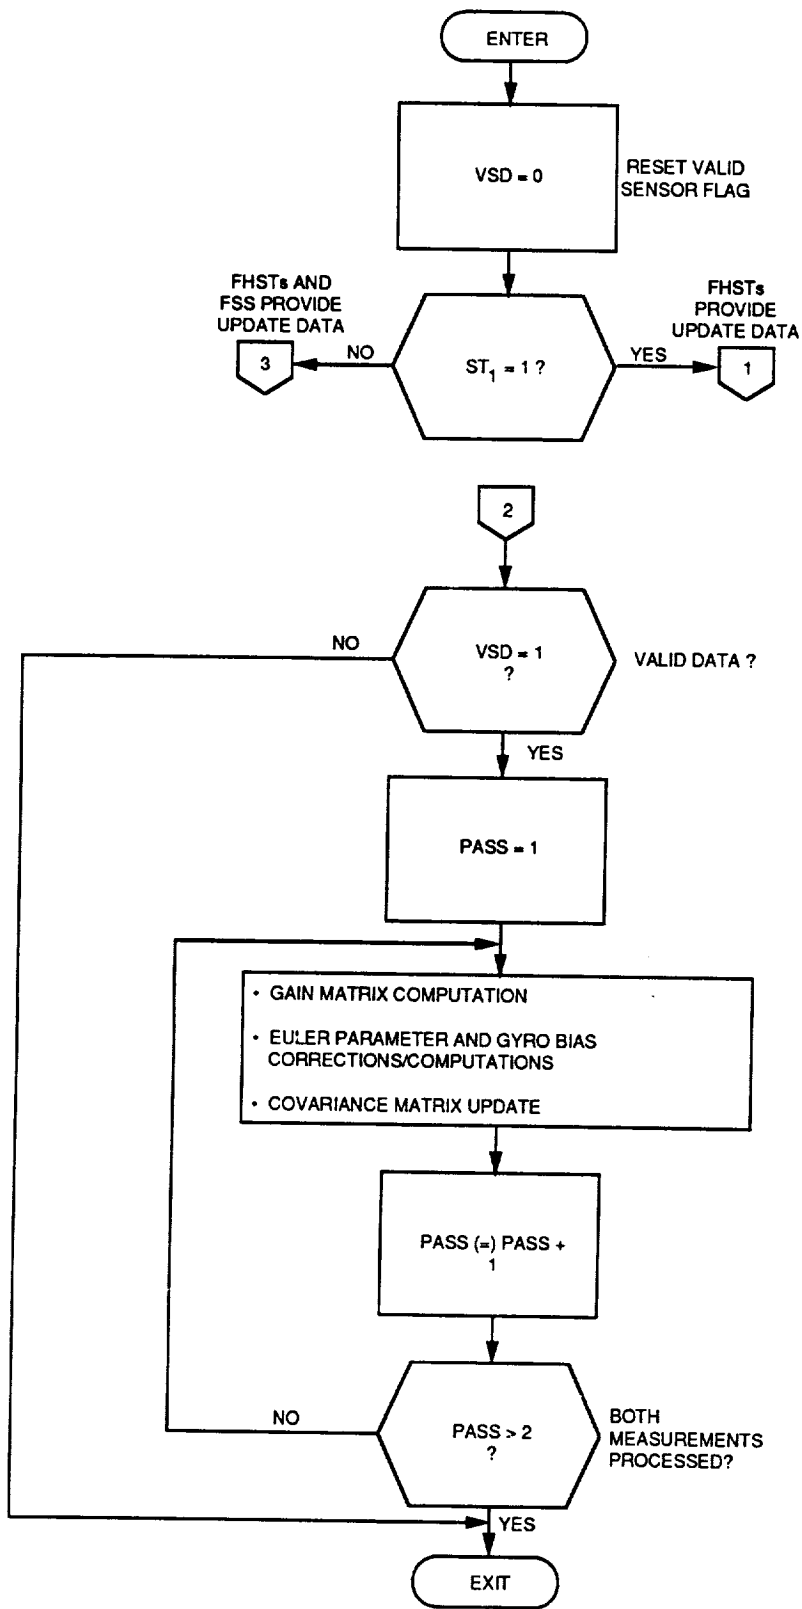 ENTER
VSD = 0
RESET VALID
SENSOR FLAG
FHSTs AND
FSS PROVIDE
UPDATE DATA
FHSTs
PROVIDE
UPDATE DATA
3
NO
ST1 = 1 ?
YES
1
2
NO
VSD = 1
?
VALID DATA ?
YES
PASS = 1
• GAIN MATRIX COMPUTATION
• EULER PARAMETER AND GYRO BIAS
CORRECTIONS/COMPUTATIONS
• COVARIANCE MATRIX UPDATE
PASS (=) PASS +
1
NO
PASS > 2
?
BOTH
MEASUREMENTS
PROCESSED?
YES
EXIT